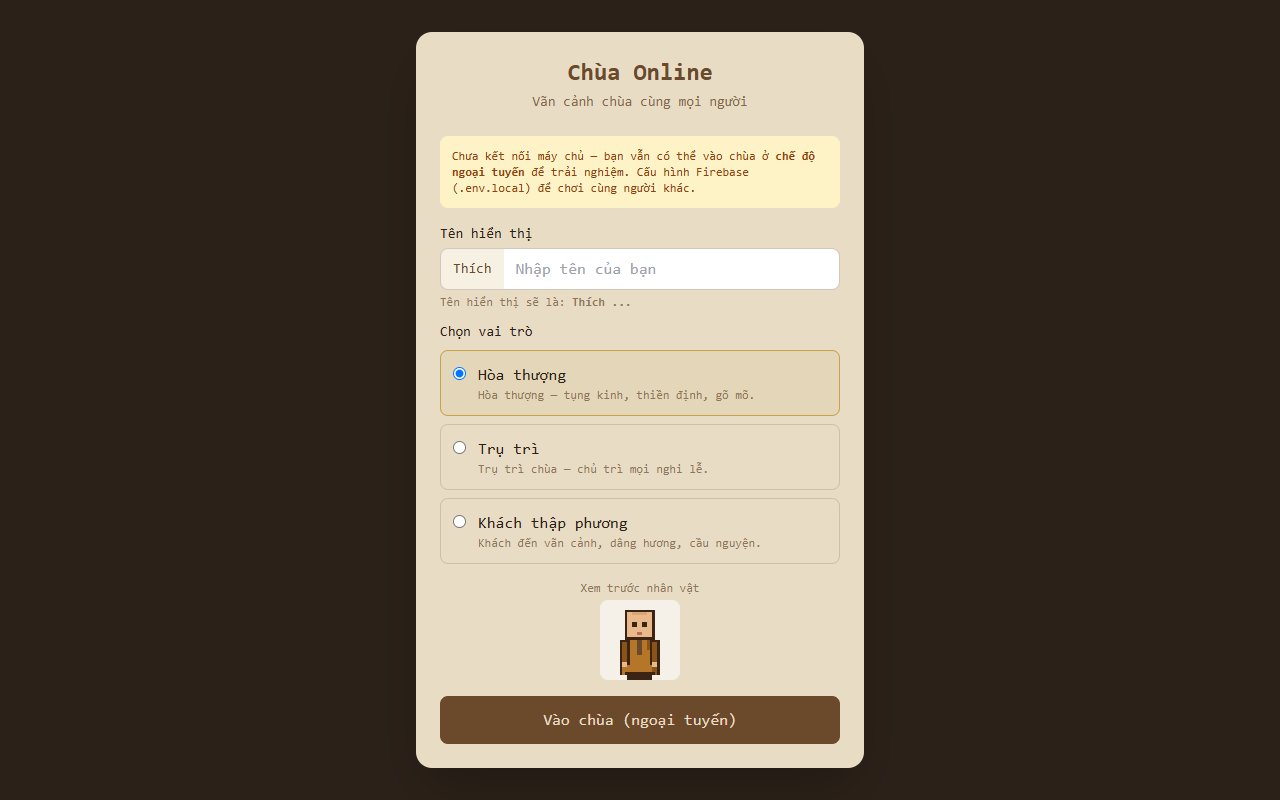 Chùa Online
Vãn cảnh chùa cùng mọi người
Chưa kết nối máy chủ — bạn vẫn có thể vào chùa ở chế độ
ngoại tuyến để trải nghiệm. Cấu hình Firebase
(.env.local) để chơi cùng người khác.
Tên hiển thị
Thích Nhập tên của bạn
Tên hiển thị sẽ là: Thích ...
Chọn vai trò
Hòa thượng
Hòa thượng — tụng kinh, thiền định, gõ mõ.
Trụ trì
Trụ trì chùa — chủ trì mọi nghi lễ.
Khách thập phương
Khách đến vãn cảnh, dâng hương, cầu nguyện.
Xem trước nhân vật
Vào chùa (ngoại tuyến)